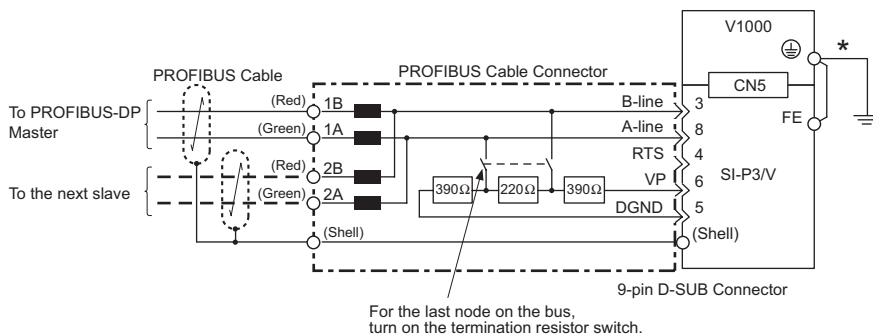 V1000
*
PROFIBUS Cable
PROFIBUS Cable Connector
CN5
To PROFIBUS-DP
Master
(Red)
1B
B-line
3
FE
(Green)
1A
A-line
8
RTS
4
SI-P3/V
To the next slave
(Red)
2B
VP
6
(Green)
2A
390Ω
220Ω
390Ω
DGND
5
(Shell)
(Shell)
9-pin D-SUB Connector
For the last node on the bus,
turn on the termination resistor switch.